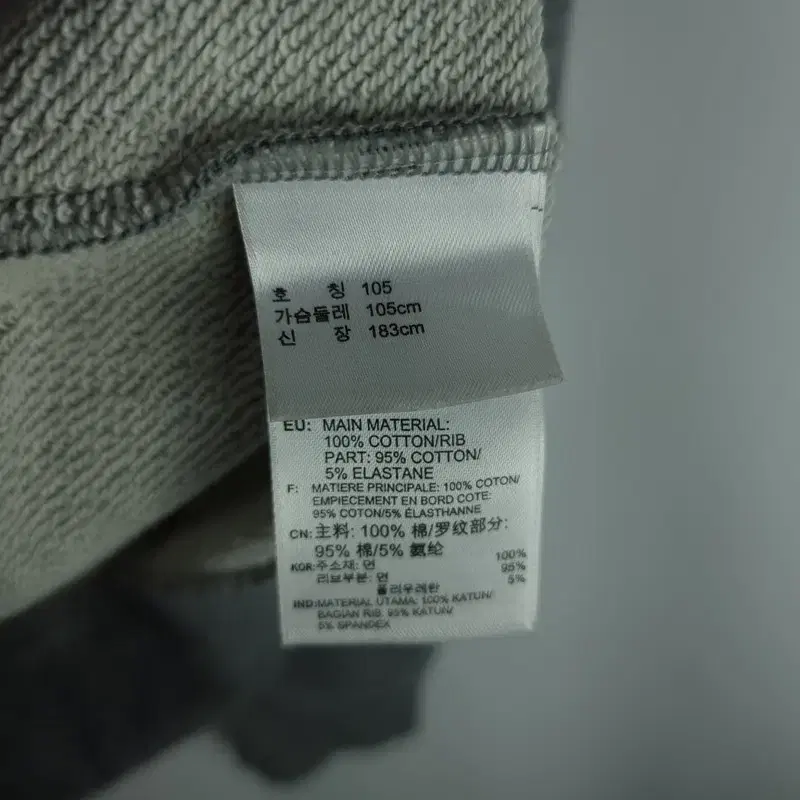 호 칭 105
가슴둘레 105cm
신 장 183cm
EU: MAIN MATERIAL:
100% COTTON/RIB
PART: 95% COTTON/
5% ELASTANE
F: MATIERE PRINCIPALE: 100% COTON/
EMPIECEMENT EN BORD COTE:
95% COTON/5% ÉLASTHANNE
CN: 主料: 100% 棉/罗纹部分:
95% 棉/5% 氨纶
KOR: 주소재: 면 100%
리브부분: 면 95%
폴리우레탄 5%
IND: MATERIAL UTAMA: 100% KATUN/
BAGIAN RIB: 95% KATUN/
5% SPANDEX